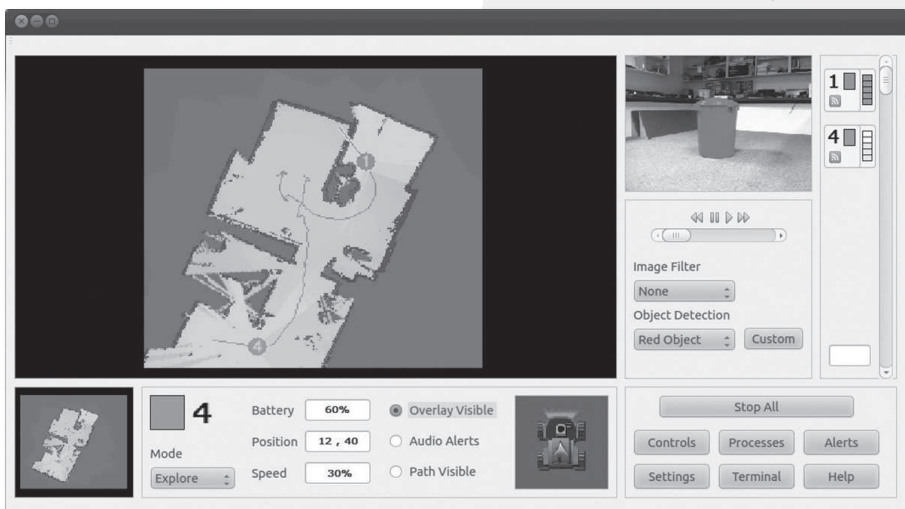 1
4
1
4
Image Filter
None
Object Detection
Red Object Custom
4
Mode
Explore
Battery 60%
Position 12 , 40
Speed 30%
Overlay Visible
Audio Alerts
Path Visible
Stop All
Controls Processes Alerts
Settings Terminal Help